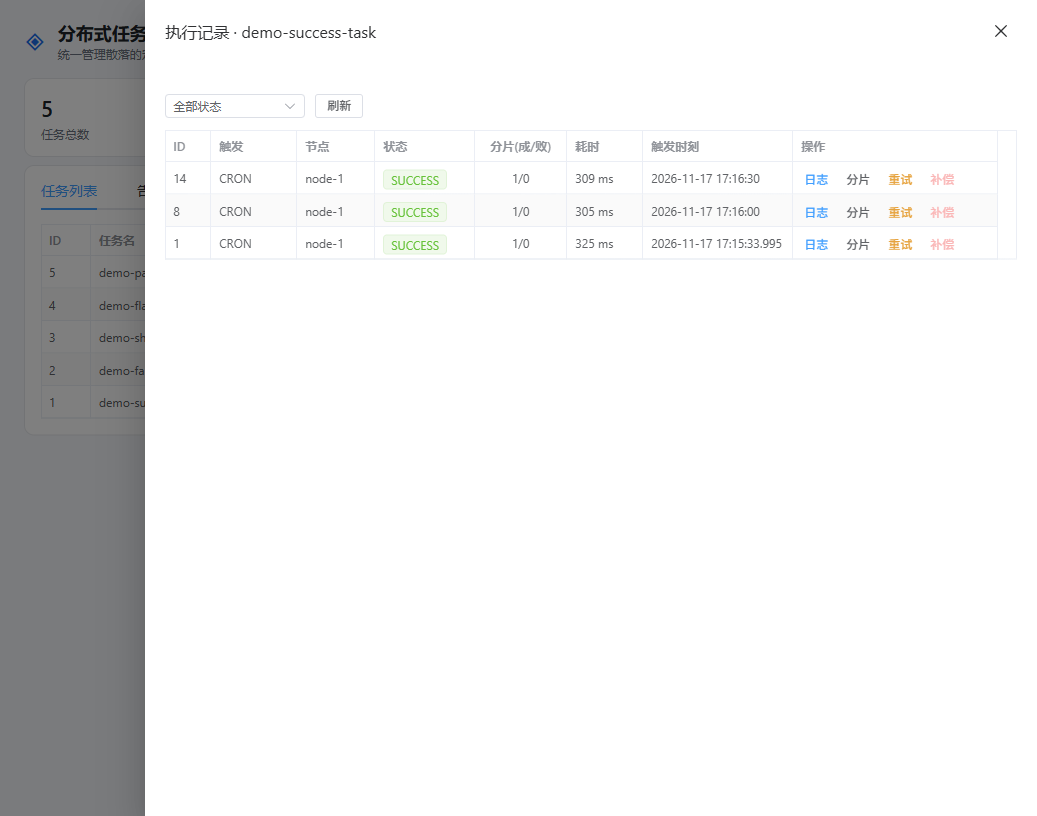 分布式任务
统一管理散落的
5
任务总数
任务列表
ID 任务名
5 demo-pa
4 demo-fla
3 demo-sh
2 demo-fa
1 demo-su
执行记录 · demo-success-task
全部状态 刷新
ID 触发 节点 状态 分片(成/败) 耗时 触发时刻 操作
14 CRON node-1 SUCCESS 1/0 309 ms 2026-11-17 17:16:30 日志 分片 重试 补偿
8 CRON node-1 SUCCESS 1/0 305 ms 2026-11-17 17:16:00 日志 分片 重试 补偿
1 CRON node-1 SUCCESS 1/0 325 ms 2026-11-17 17:15:33.995 日志 分片 重试 补偿